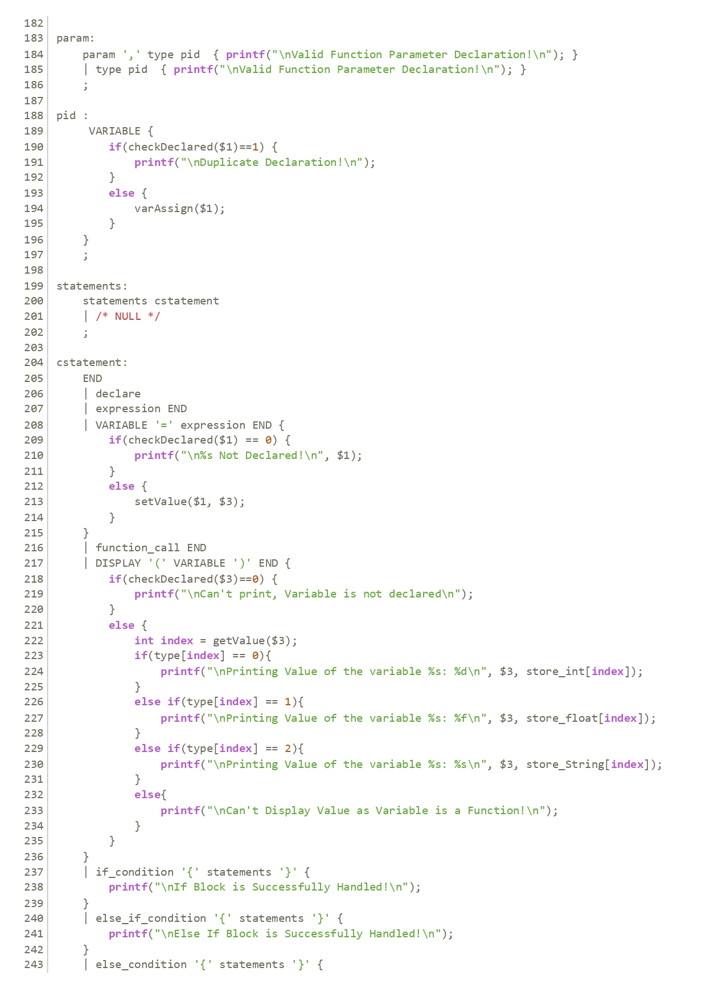 182
183 param:
184     param ',' type pid  { printf("\nValid Function Parameter Declaration!\n"); }
185     | type pid  { printf("\nValid Function Parameter Declaration!\n"); }
186     ;
187
188 pid :
189      VARIABLE {
190         if(checkDeclared($1)==1) {
191             printf("\nDuplicate Declaration!\n");
192         }
193         else {
194             varAssign($1);
195         }
196     }
197     ;
198
199 statements:
200     statements cstatement
201     | /* NULL */
202     ;
203
204 cstatement:
205     END
206     | declare
207     | expression END
208     | VARIABLE '=' expression END {
209         if(checkDeclared($1) == 0) {
210             printf("\n%s Not Declared!\n", $1);
211         }
212         else {
213             setValue($1, $3);
214         }
215     }
216     | function_call END
217     | DISPLAY '(' VARIABLE ')' END {
218         if(checkDeclared($3)==0) {
219             printf("\nCan't print, Variable is not declared\n");
220         }
221         else {
222             int index = getValue($3);
223             if(type[index] == 0){
224                 printf("\nPrinting Value of the variable %s: %d\n", $3, store_int[index]);
225             }
226             else if(type[index] == 1){
227                 printf("\nPrinting Value of the variable %s: %f\n", $3, store_float[index]);
228             }
229             else if(type[index] == 2){
230                 printf("\nPrinting Value of the variable %s: %s\n", $3, store_String[index]);
231             }
232             else{
233                 printf("\nCan't Display Value as Variable is a Function!\n");
234             }
235         }
236     }
237     | if_condition '{' statements '}' {
238         printf("\nIf Block is Successfully Handled!\n");
239     }
240     | else_if_condition '{' statements '}' {
241         printf("\nElse If Block is Successfully Handled!\n");
242     }
243     | else_condition '{' statements '}' {